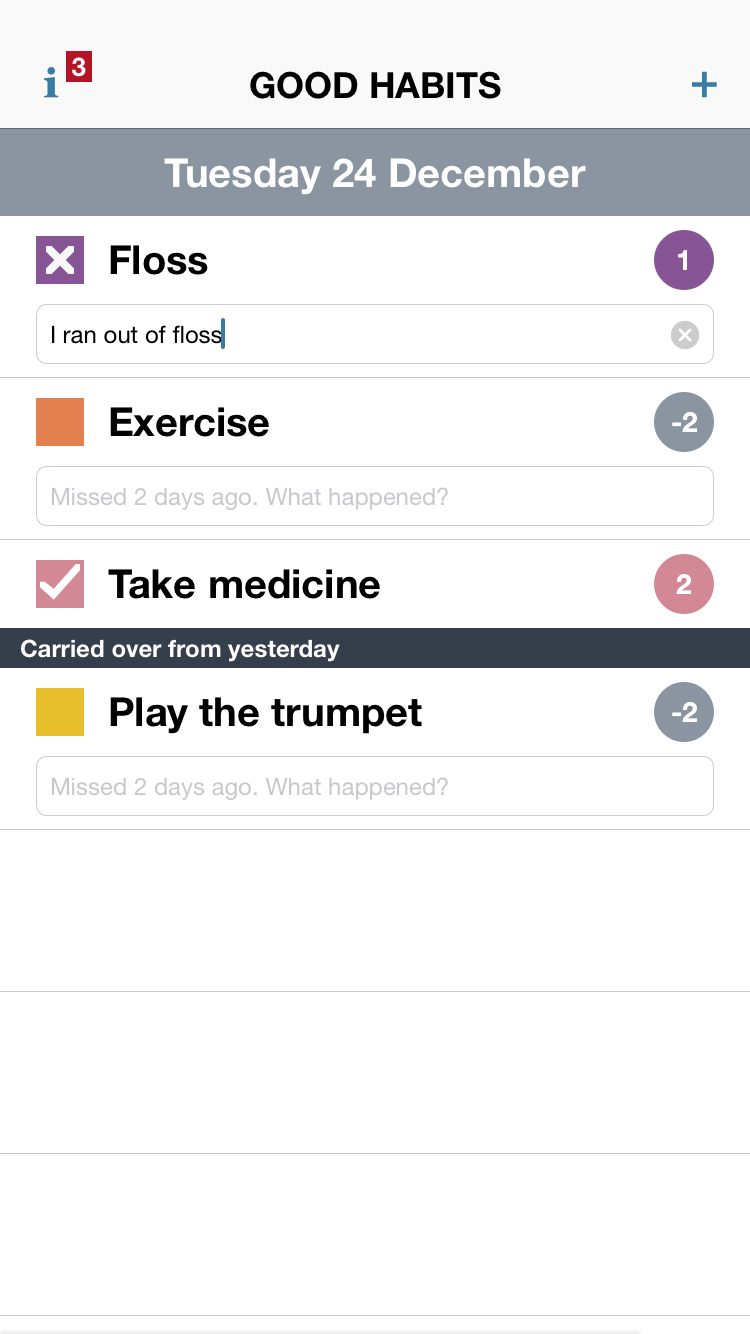 i 3
GOOD HABITS
+
Tuesday 24 December
Floss
1
I ran out of floss
Exercise
-2
Missed 2 days ago. What happened?
Take medicine
2
Carried over from yesterday
Play the trumpet
-2
Missed 2 days ago. What happened?